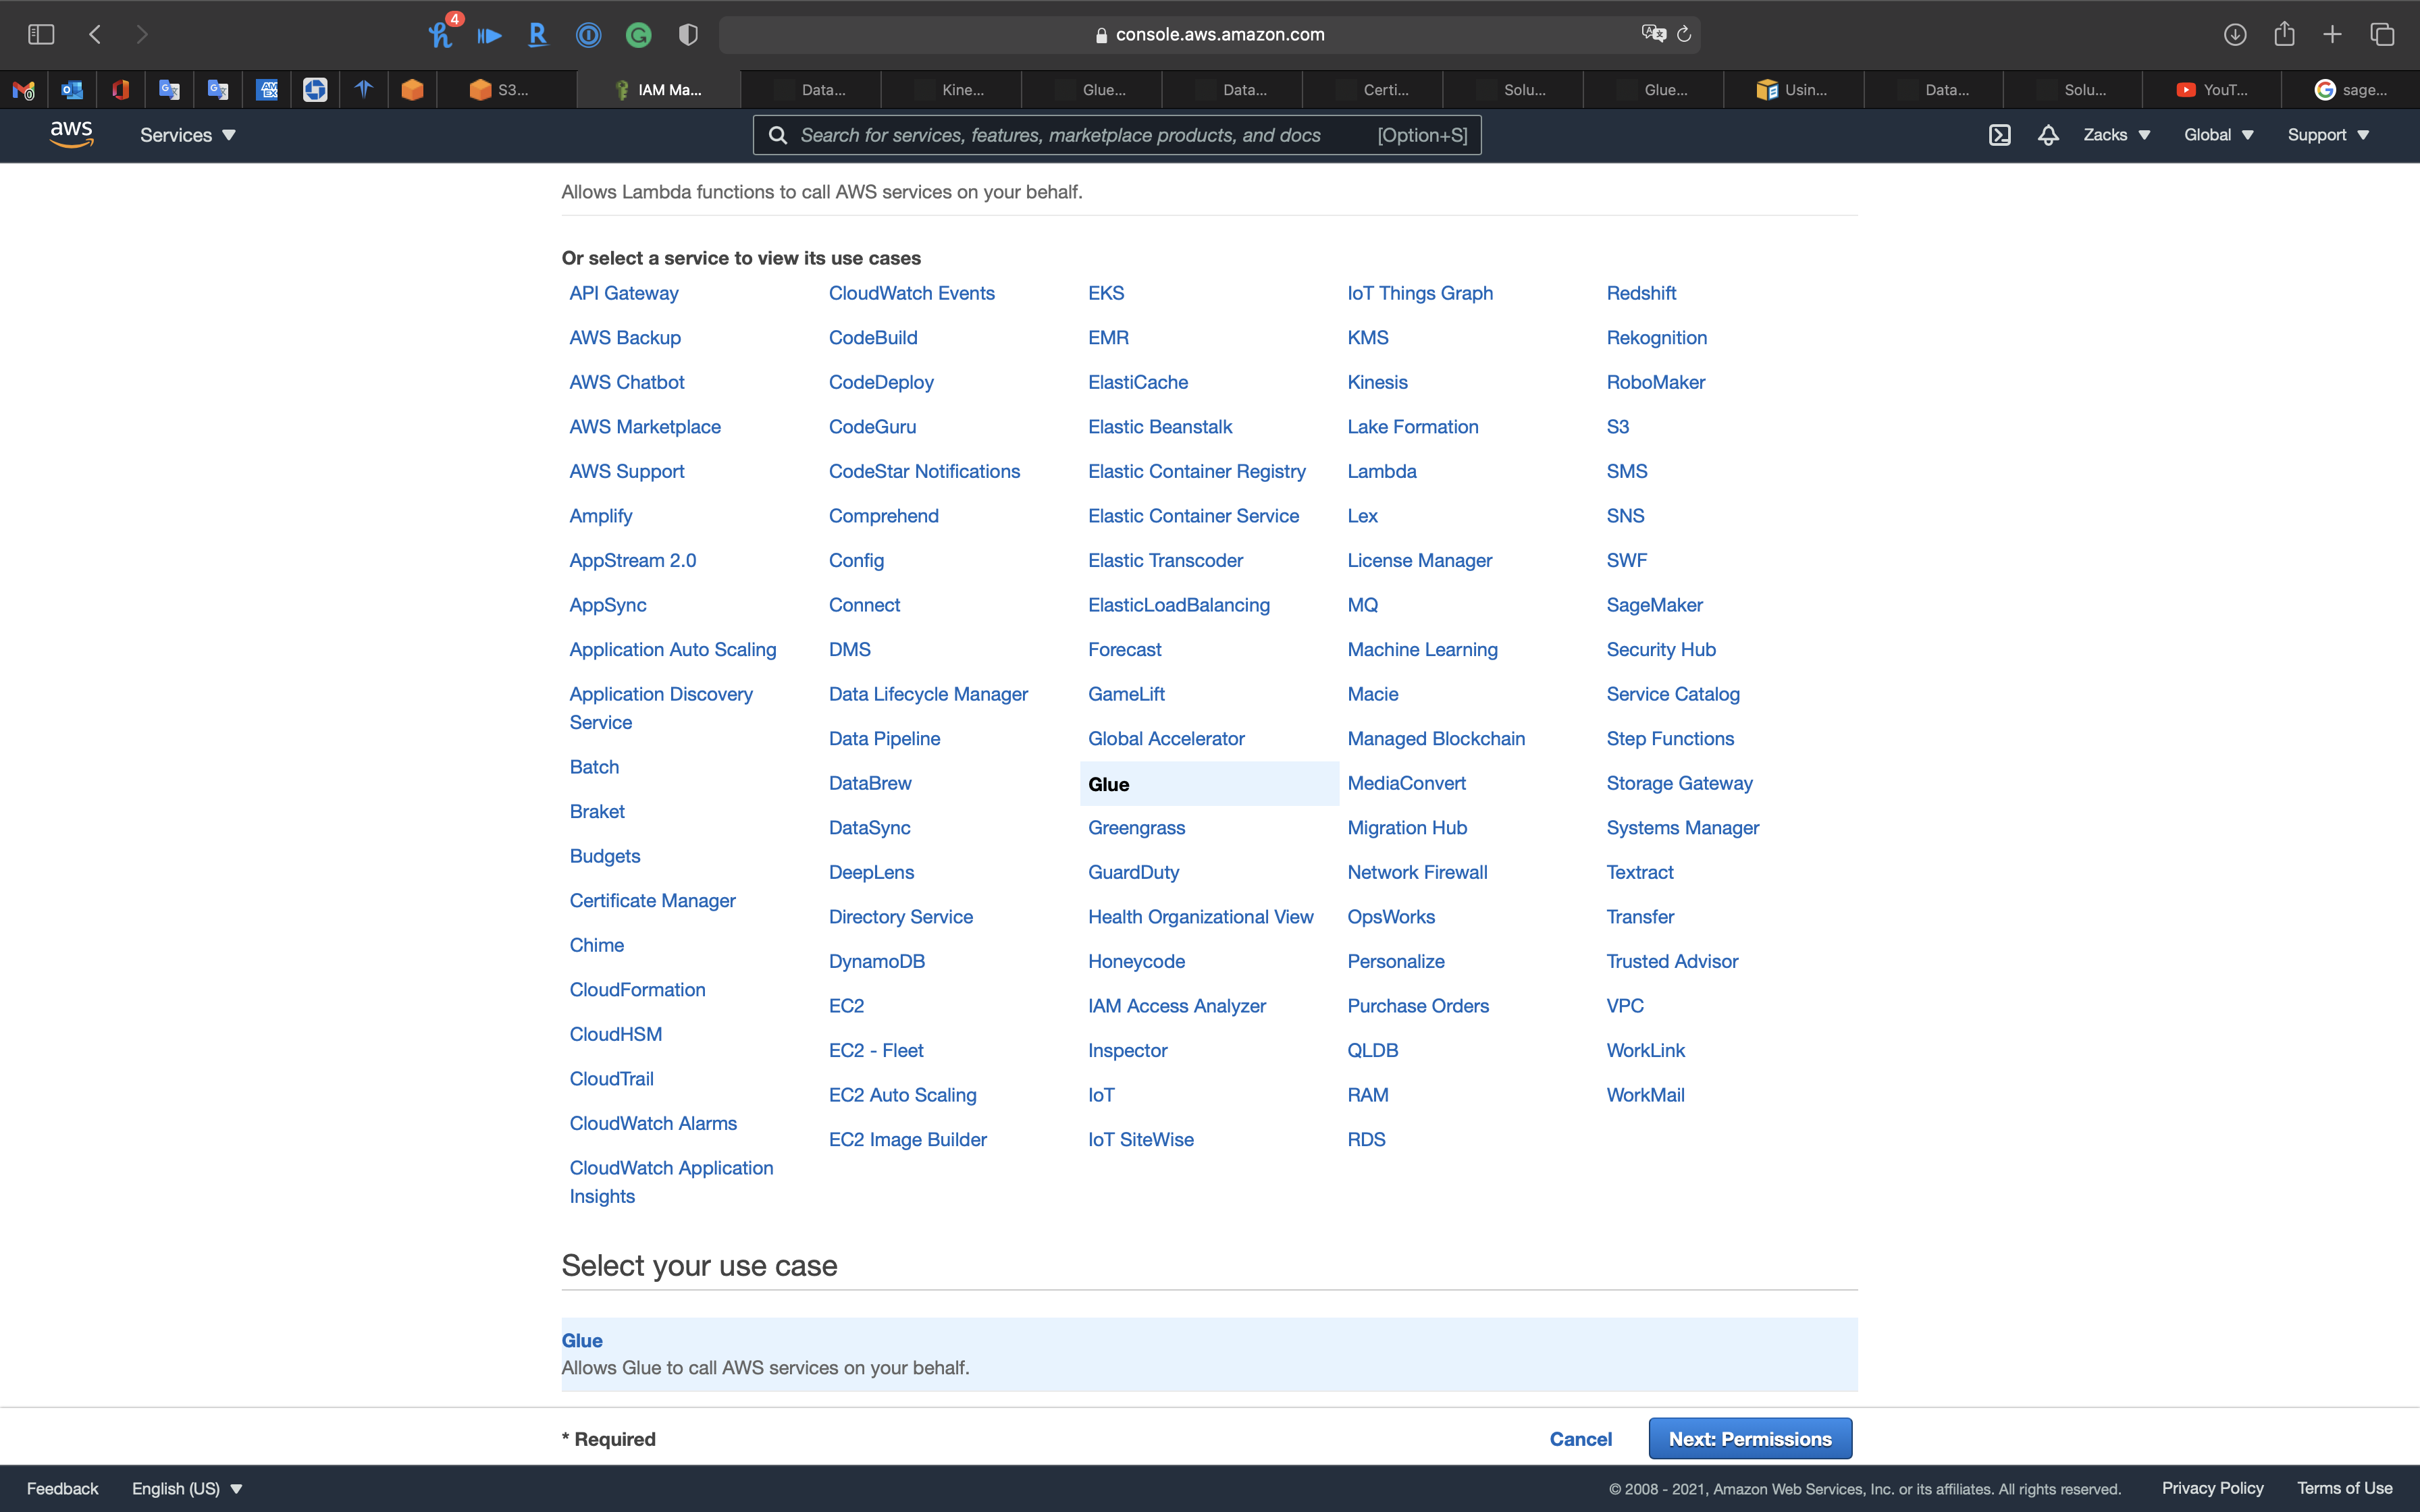 4
console.aws.amazon.com
S3...
IAM Ma...
Data...
Kine...
Glue...
Data...
Certi...
Solu...
Glue...
Usin...
Data...
Solu...
YouT...
sage...
aws
Services
Search for services, features, marketplace products, and docs [Option+S]
Zacks
Global
Support
Allows Lambda functions to call AWS services on your behalf.
Or select a service to view its use cases
API Gateway
AWS Backup
AWS Chatbot
AWS Marketplace
AWS Support
Amplify
AppStream 2.0
AppSync
Application Auto Scaling
Application Discovery
Service
Batch
Braket
Budgets
Certificate Manager
Chime
CloudFormation
CloudHSM
CloudTrail
CloudWatch Alarms
CloudWatch Application
Insights
CloudWatch Events
CodeBuild
CodeDeploy
CodeGuru
CodeStar Notifications
Comprehend
Config
Connect
DMS
Data Lifecycle Manager
Data Pipeline
DataBrew
DataSync
DeepLens
Directory Service
DynamoDB
EC2
EC2 - Fleet
EC2 Auto Scaling
EC2 Image Builder
EKS
EMR
ElastiCache
Elastic Beanstalk
Elastic Container Registry
Elastic Container Service
Elastic Transcoder
ElasticLoadBalancing
Forecast
GameLift
Global Accelerator
Glue
Greengrass
GuardDuty
Health Organizational View
Honeycode
IAM Access Analyzer
Inspector
IoT
IoT SiteWise
IoT Things Graph
KMS
Kinesis
Lake Formation
Lambda
Lex
License Manager
MQ
Machine Learning
Macie
Managed Blockchain
MediaConvert
Migration Hub
Network Firewall
OpsWorks
Personalize
Purchase Orders
QLDB
RAM
RDS
Redshift
Rekognition
RoboMaker
S3
SMS
SNS
SWF
SageMaker
Security Hub
Service Catalog
Step Functions
Storage Gateway
Systems Manager
Textract
Transfer
Trusted Advisor
VPC
WorkLink
WorkMail
Select your use case
Glue
Allows Glue to call AWS services on your behalf.
* Required
Cancel
Next: Permissions
Feedback
English (US)
© 2008 - 2021, Amazon Web Services, Inc. or its affiliates. All rights reserved.
Privacy Policy
Terms of Use